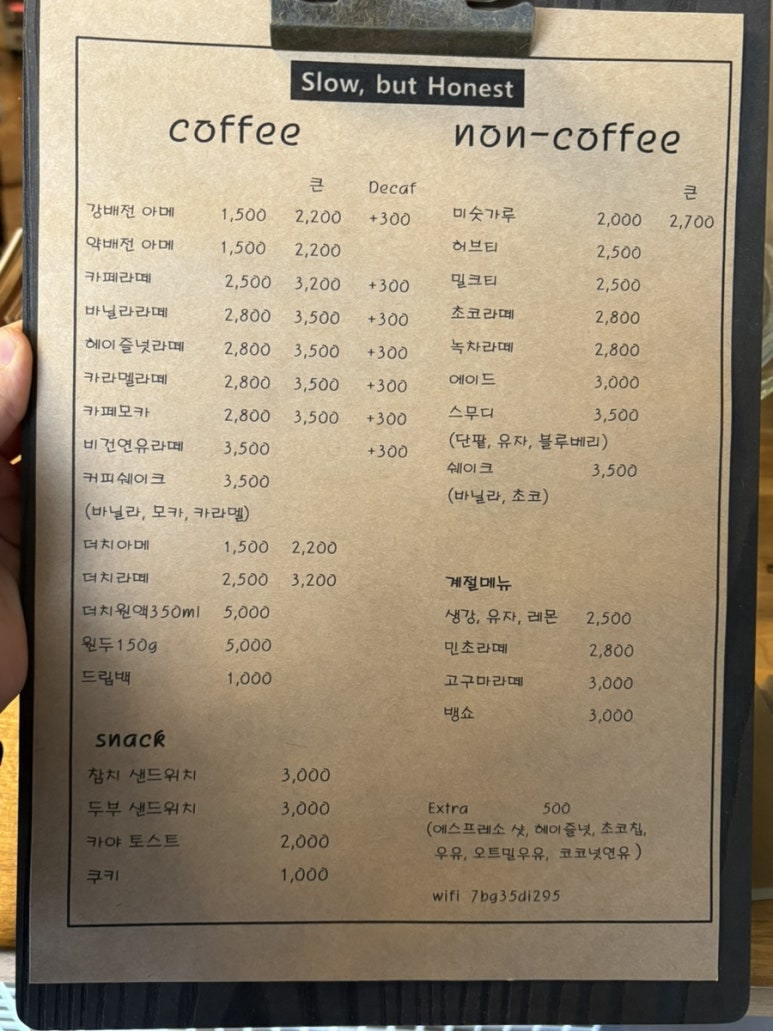 Slow, but Honest
coffee
큰 Decaf
강배전 아메 1,500 2,200 +300
약배전 아메 1,500 2,200
카페라떼 2,500 3,200 +300
바닐라라떼 2,800 3,500 +300
헤이즐넛라떼 2,800 3,500 +300
카라멜라떼 2,800 3,500 +300
카페모카 2,800 3,500 +300
비건연유라떼 3,500 +300
커피쉐이크 3,500
(바닐라, 모카, 카라멜)
더치아메 1,500 2,200
더치라떼 2,500 3,200
더치원액350ml 5,000
원두150g 5,000
드립백 1,000
snack
참치 샌드위치 3,000
두부 샌드위치 3,000
카야 토스트 2,000
쿠키 1,000
non-coffee
큰
미숫가루 2,000 2,700
허브티 2,500
밀크티 2,500
초코라떼 2,800
녹차라떼 2,800
에이드 3,000
스무디 3,500
(단팥, 유자, 블루베리)
쉐이크 3,500
(바닐라, 초코)
계절메뉴
생강, 유자, 레몬 2,500
민초라떼 2,800
고구마라떼 3,000
뱅쇼 3,000
Extra 500
(에스프레소 샷, 헤이즐넛, 초코칩,
우유, 오트밀우유, 코코넛연유)
wifi 7bg35di295